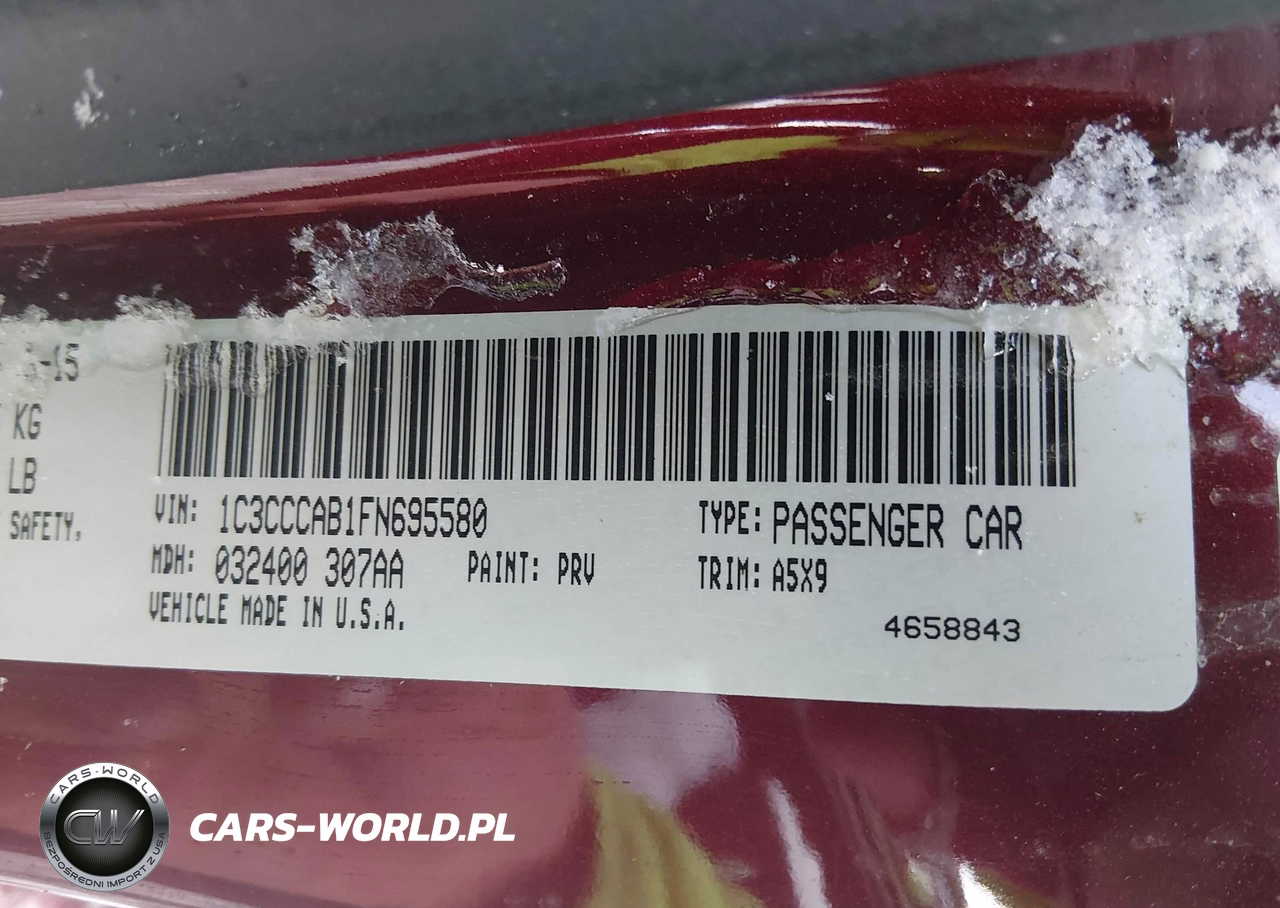 -15
KG
LB
SAFETY,
VIN: 1C3CCCAB1FN695580
TYPE: PASSENGER CAR
MDH: 032400 307AA
PAINT: PRV
TRIM: A5X9
VEHICLE MADE IN U.S.A.
4658843
CARS-WORLD
CW
BEZPOŚREDNI IMPORT Z USA
CARS-WORLD.PL